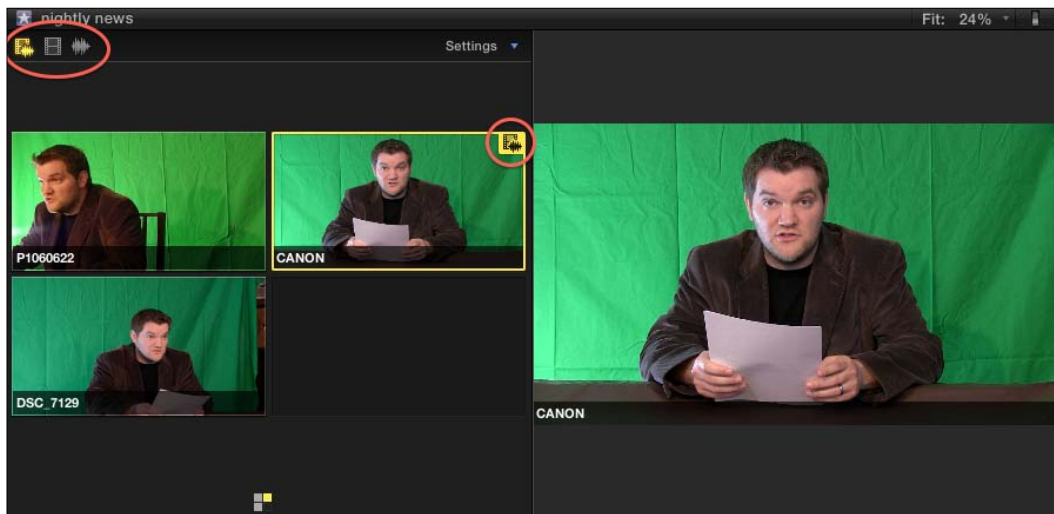 nightly news
Fit: 24%
Settings
P1060622
CANON
DSC_7129
CANON